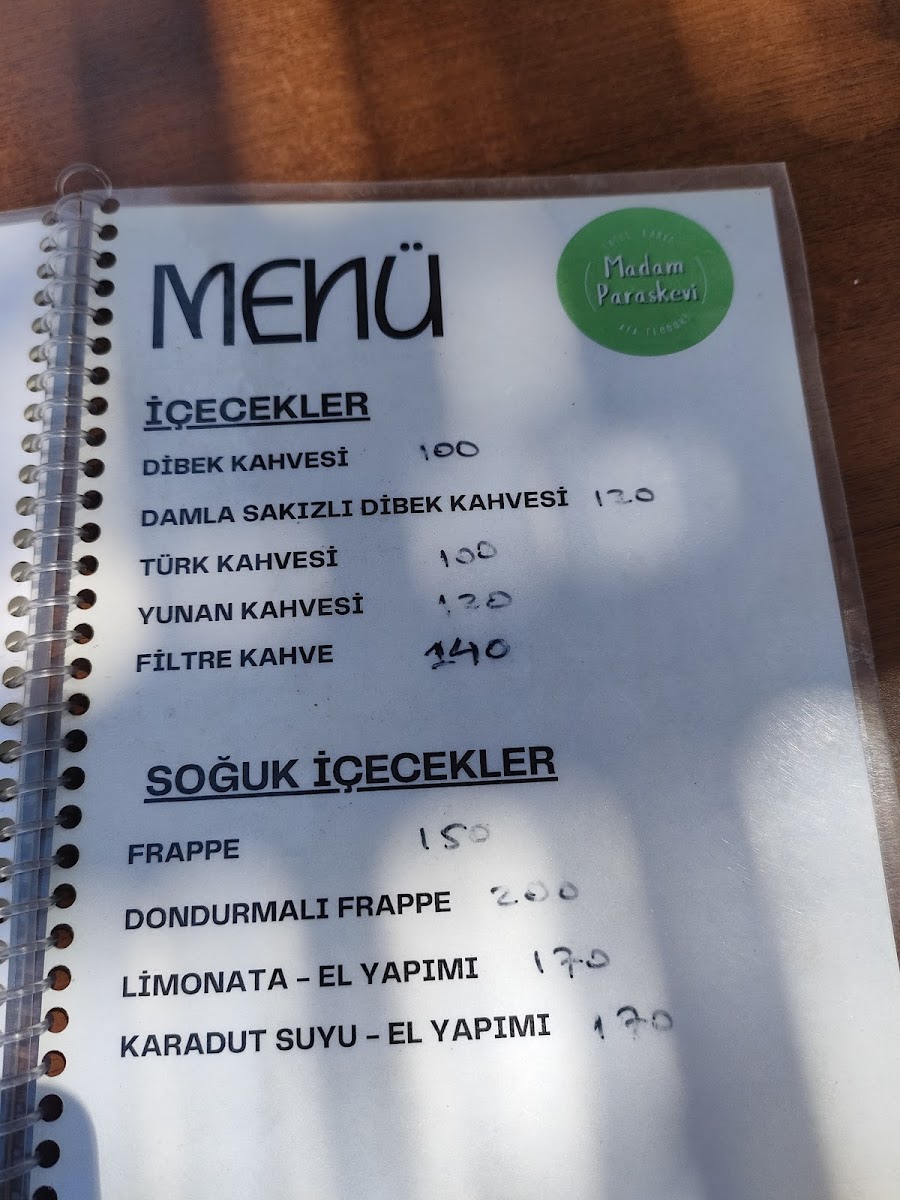 MENÜ
Madam
Paraskevi
İÇECEKLER
DİBEK KAHVESİ 100
DAMLA SAKIZLI DİBEK KAHVESİ 120
TÜRK KAHVESİ 100
YUNAN KAHVESİ 120
FİLTRE KAHVE 140
SOĞUK İÇECEKLER
FRAPPE 150
DONDURMALI FRAPPE 200
LİMONATA – EL YAPIMI 170
KARADUT SUYU – EL YAPIMI 170